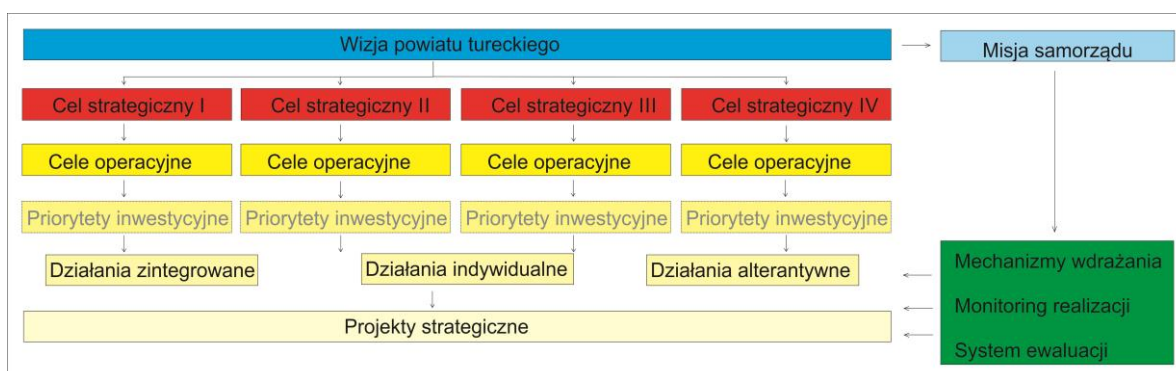 Wizja powiatu tureckiego
Misja samorządu
Cel strategiczny I
Cel strategiczny II
Cel strategiczny III
Cel strategiczny IV
Cele operacyjne
Cele operacyjne
Cele operacyjne
Cele operacyjne
Priorytety inwestycyjne
Priorytety inwestycyjne
Priorytety inwestycyjne
Priorytety inwestycyjne
Działania zintegrowane
Działania indywidualne
Działania alterantywne
Projekty strategiczne
Mechanizmy wdrażania
Monitoring realizacji
System ewaluacji